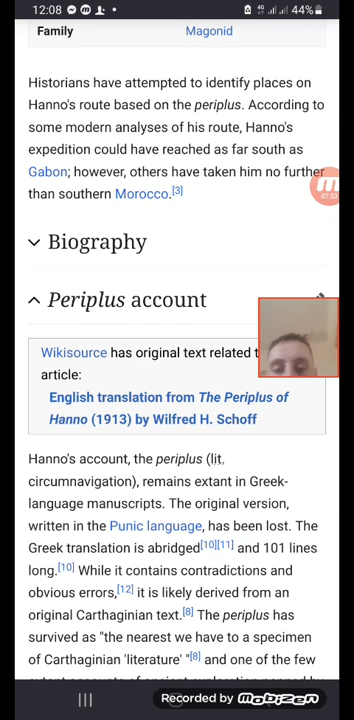 12:08 44%
Family Magonid
Historians have attempted to identify places on
Hanno's route based on the periplus. According to
some modern analyses of his route, Hanno's
expedition could have reached as far south as
Gabon; however, others have taken him no further
than southern Morocco.[3]
07:53
Biography
Periplus account
Wikisource has original text related
article:
English translation from The Periplus of
Hanno (1913) by Wilfred H. Schoff
Hanno's account, the periplus (lit.
circumnavigation), remains extant in Greek-
language manuscripts. The original version,
written in the Punic language, has been lost. The
Greek translation is abridged[10][11] and 101 lines
long.[10] While it contains contradictions and
obvious errors,[12] it is likely derived from an
original Carthaginian text.[8] The periplus has
survived as "the nearest we have to a specimen
of Carthaginian 'literature' "[8] and one of the few
Recorded by mobizen